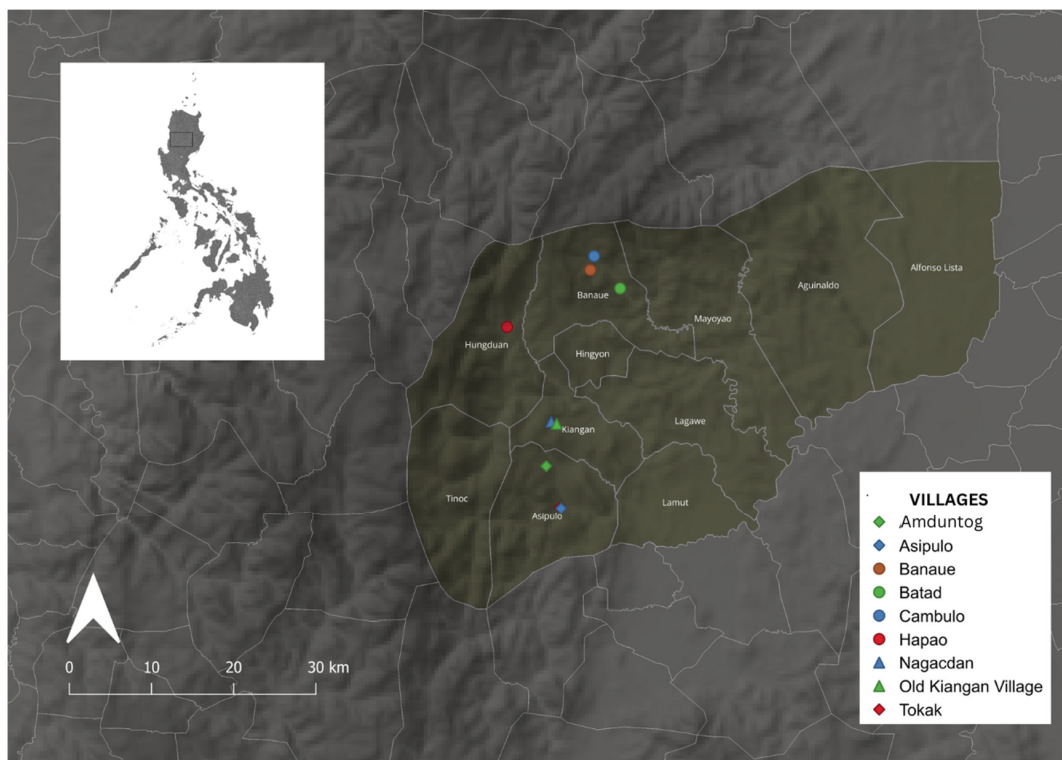 Alfonso Lista
Aguinaldo
Banaue
Mayoyao
Hungduan
Hingyon
Lagawe
Kiangan
Tinoc
Asipulo
Lamut
VILLAGES
Amduntog
Asipulo
Banaue
Batad
Cambulo
Hapao
Nagacdan
Old Kiangan Village
Tokak
0 10 20 30 km